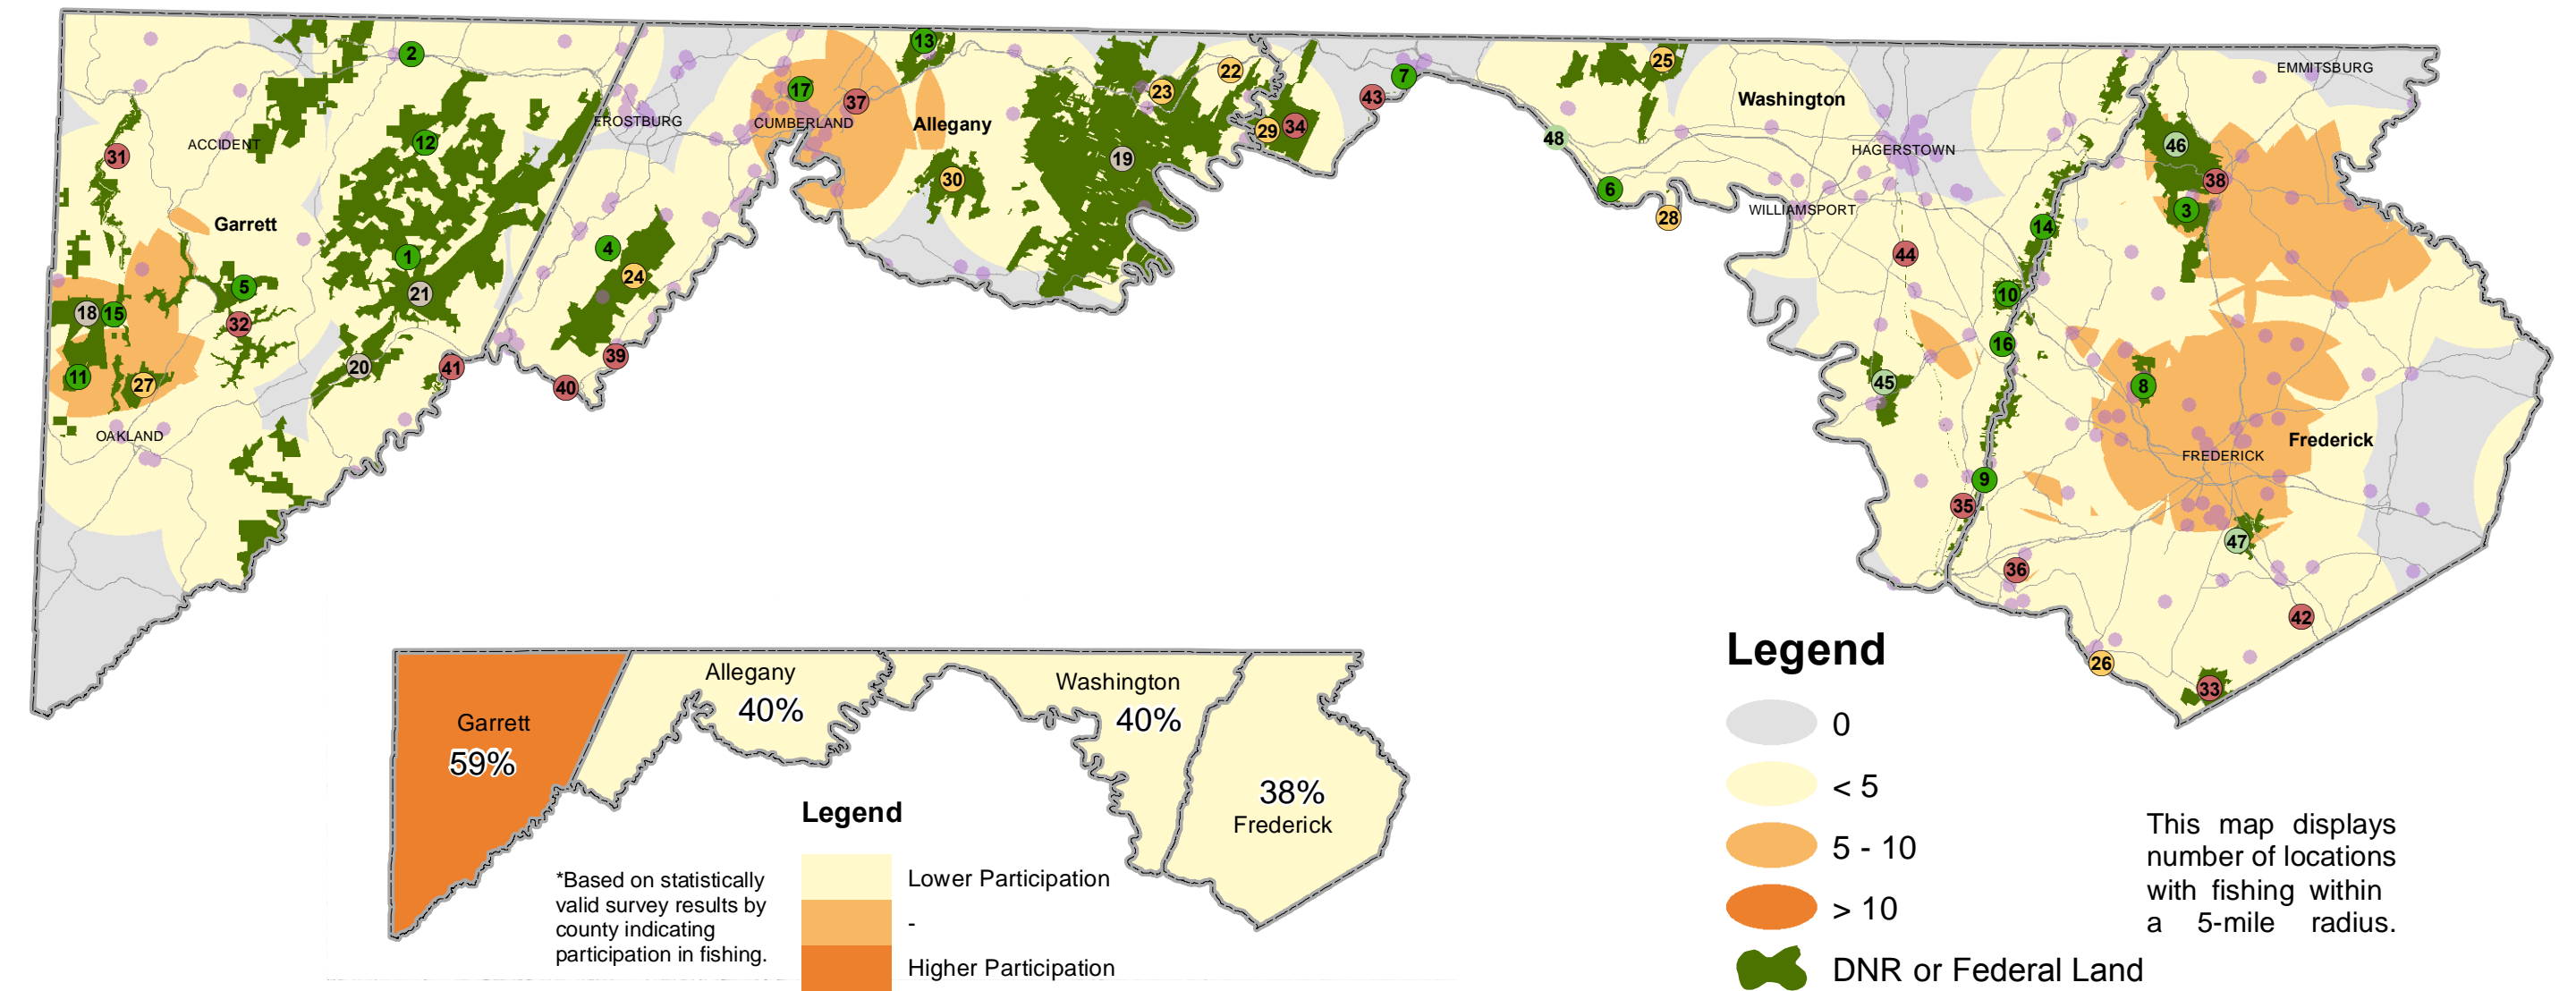 2
13
17
37
22
23
25
7
43
29
34
19
30
12
31
1
4
24
5
21
18
15
32
11
27
20
41
39
40
48
6
28
44
14
10
16
45
46
38
3
8
9
35
47
36
42
26
33
ACCIDENT
Garrett
OAKLAND
FROSTBURG
CUMBERLAND
Allegany
Washington
HAGERSTOWN
WILLIAMSPORT
EMMITSBURG
Frederick
FREDERICK
Garrett
59%
Allegany
40%
Washington
40%
38%
Frederick
*Based on statistically
valid survey results by
county indicating
participation in fishing.
Legend
Lower Participation
-
Higher Participation
Legend
0
< 5
5 - 10
> 10
DNR or Federal Land
This map displays
number of locations
with fishing within
a 5-mile radius.